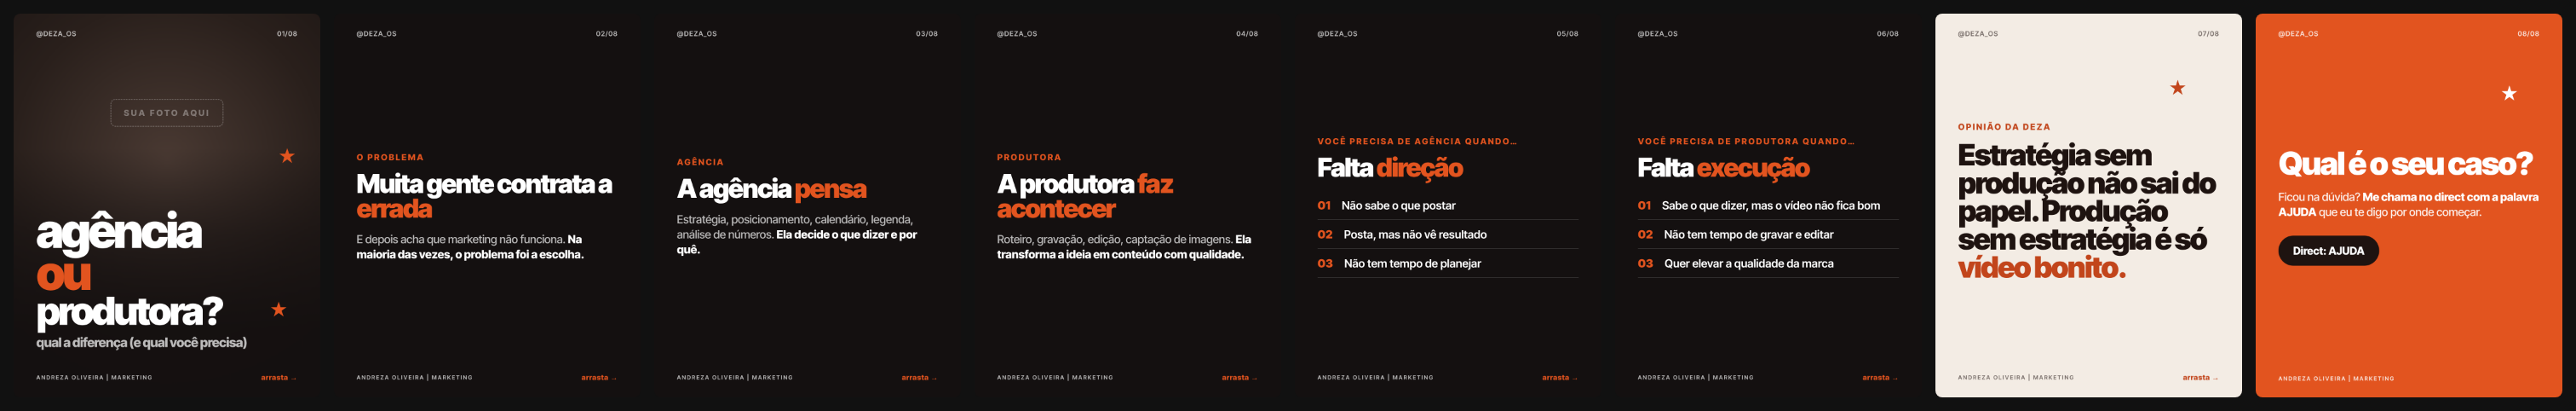 @DEZA_OS
01/08
SUA FOTO AQUI
agência
ou
produtora?
qual a diferença (e qual você precisa)
ANDREZA OLIVEIRA | MARKETING
arrasta →
@DEZA_OS
02/08
O PROBLEMA
Muita gente contrata a
errada
E depois acha que marketing não funciona. Na
maioria das vezes, o problema foi a escolha.
ANDREZA OLIVEIRA | MARKETING
arrasta →
@DEZA_OS
03/08
AGÊNCIA
A agência pensa
Estratégia, posicionamento, calendário, legenda,
análise de números. Ela decide o que dizer e por
quê.
ANDREZA OLIVEIRA | MARKETING
arrasta →
@DEZA_OS
04/08
PRODUTORA
A produtora faz
acontecer
Roteiro, gravação, edição, captação de imagens. Ela
transforma a ideia em conteúdo com qualidade.
ANDREZA OLIVEIRA | MARKETING
arrasta →
@DEZA_OS
05/08
VOCÊ PRECISA DE AGÊNCIA QUANDO…
Falta direção
01 Não sabe o que postar
02 Posta, mas não vê resultado
03 Não tem tempo de planejar
ANDREZA OLIVEIRA | MARKETING
arrasta →
@DEZA_OS
06/08
VOCÊ PRECISA DE PRODUTORA QUANDO…
Falta execução
01 Sabe o que dizer, mas o vídeo não fica bom
02 Não tem tempo de gravar e editar
03 Quer elevar a qualidade da marca
ANDREZA OLIVEIRA | MARKETING
arrasta →
@DEZA_OS
07/08
OPINIÃO DA DEZA
Estratégia sem
produção não sai do
papel. Produção
sem estratégia é só
vídeo bonito.
ANDREZA OLIVEIRA | MARKETING
arrasta →
@DEZA_OS
08/08
Qual é o seu caso?
Ficou na dúvida? Me chama no direct com a palavra
AJUDA que eu te digo por onde começar.
Direct: AJUDA
ANDREZA OLIVEIRA | MARKETING